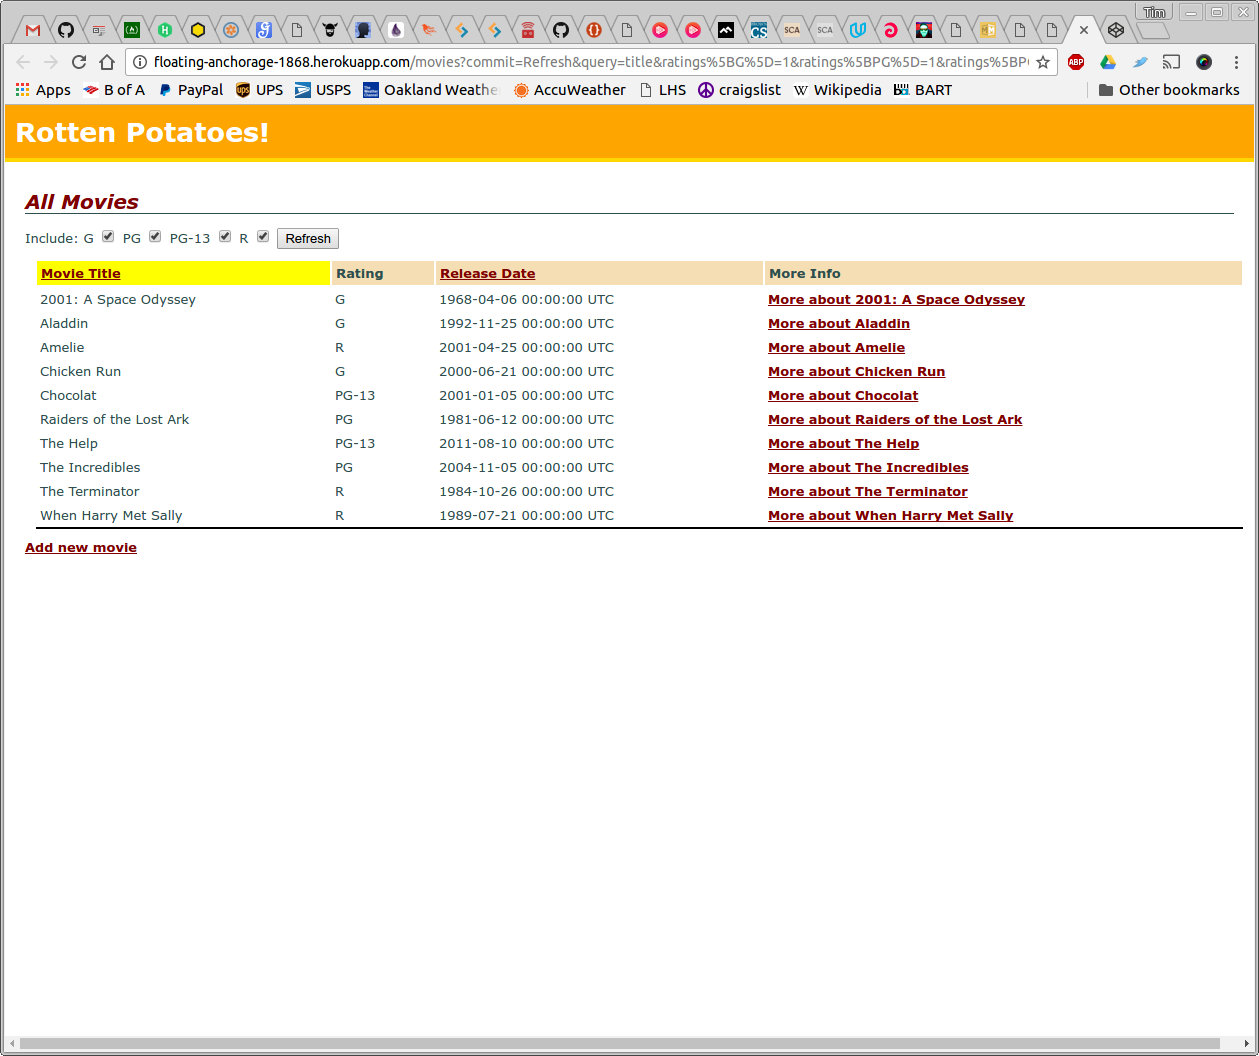 Tim
SCA SCA
floating-anchorage-1868.herokuapp.com/movies?commit=Refresh&query=title&ratings%5BG%5D=1&ratings%5BPG%5D=1&ratings%5BP
ABP
Apps B of A PayPal UPS USPS Oakland Weathe AccuWeather LHS craigslist Wikipedia BART Other bookmarks
Rotten Potatoes!
All Movies
Include: G PG PG-13 R Refresh
Movie Title Rating Release Date More Info
2001: A Space Odyssey G 1968-04-06 00:00:00 UTC More about 2001: A Space Odyssey
Aladdin G 1992-11-25 00:00:00 UTC More about Aladdin
Amelie R 2001-04-25 00:00:00 UTC More about Amelie
Chicken Run G 2000-06-21 00:00:00 UTC More about Chicken Run
Chocolat PG-13 2001-01-05 00:00:00 UTC More about Chocolat
Raiders of the Lost Ark PG 1981-06-12 00:00:00 UTC More about Raiders of the Lost Ark
The Help PG-13 2011-08-10 00:00:00 UTC More about The Help
The Incredibles PG 2004-11-05 00:00:00 UTC More about The Incredibles
The Terminator R 1984-10-26 00:00:00 UTC More about The Terminator
When Harry Met Sally R 1989-07-21 00:00:00 UTC More about When Harry Met Sally
Add new movie